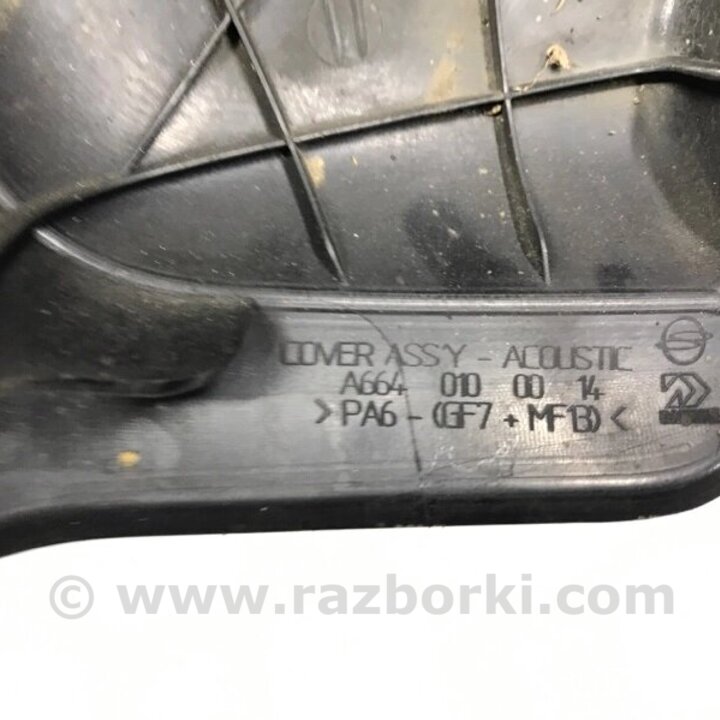 COVER ASS'Y - ACOUSTIC
A664 010 00 14
>PA6-(GF7+MF13)<
© www.razborki.com